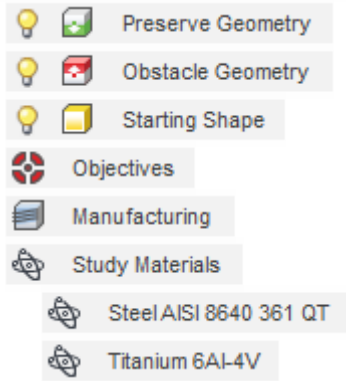 Preserve Geometry
Obstacle Geometry
Starting Shape
Objectives
Manufacturing
Study Materials
Steel AISI 8640 361 QT
Titanium 6Al-4V